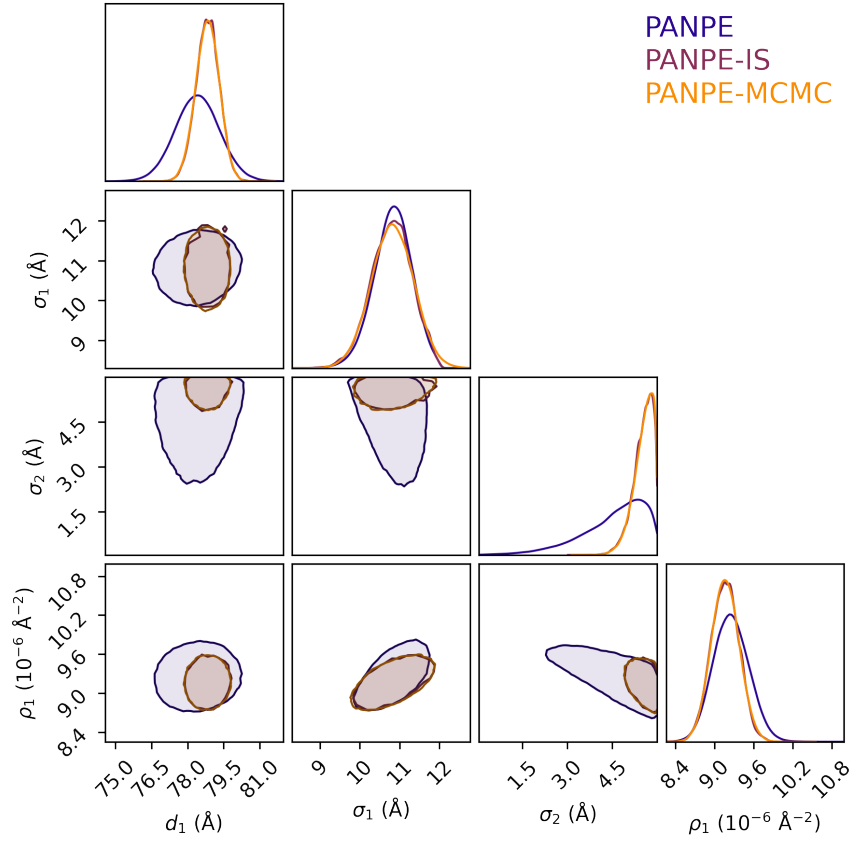 PANPE
PANPE-IS
PANPE-MCMC
σ₁ (Å)
12
11
10
9
σ₂ (Å)
4.5
3.0
1.5
ρ₁ (10⁻⁶ Å⁻²)
10.8
10.2
9.6
9.0
8.4
75.0 76.5 78.0 79.5 81.0
9 10 11 12
1.5 3.0 4.5
8.4 9.0 9.6 10.2 10.8
d₁ (Å)
σ₁ (Å)
σ₂ (Å)
ρ₁ (10⁻⁶ Å⁻²)